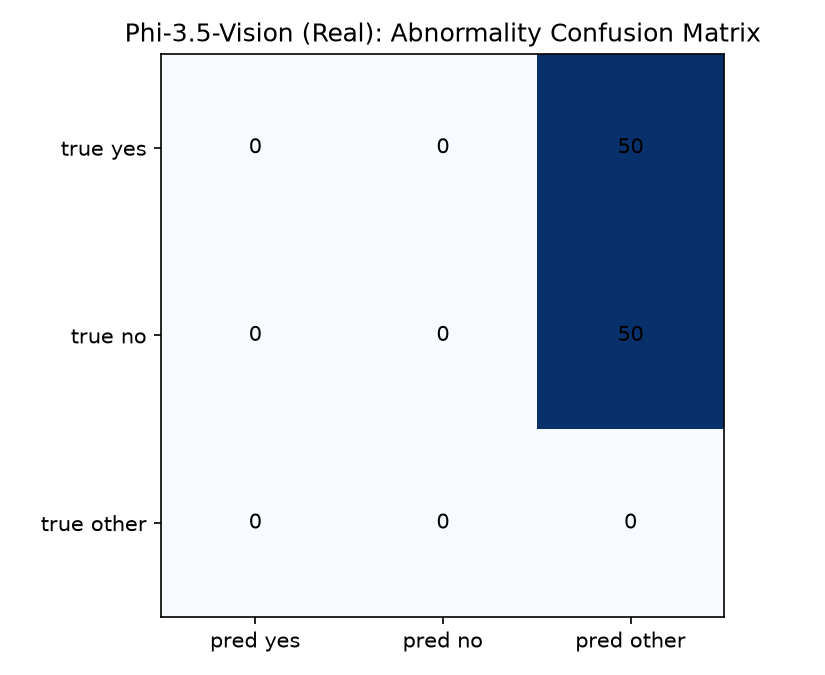 Phi-3.5-Vision (Real): Abnormality Confusion Matrix
true yes 0 0 50
true no 0 0 50
true other 0 0 0
pred yes pred no pred other